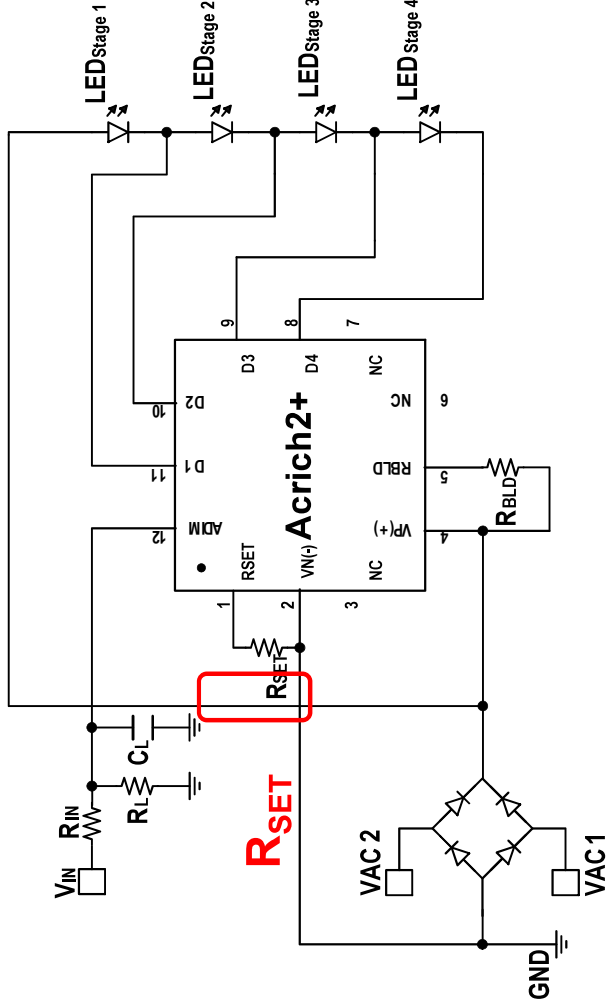 LEDStage 1
LEDStage 2
LEDStage 3
LEDStage 4
9
8
7
D3
D4
NC
10
D2
NC
6
11
D1
Acrich2+
RBLD
5
RBLD
12
ADIM
VP(+)
4
RSET
VN(-)
NC
1
2
3
RSET
CL
RL
RIN
VIN
RSET
VAC 2
VAC 1
GND